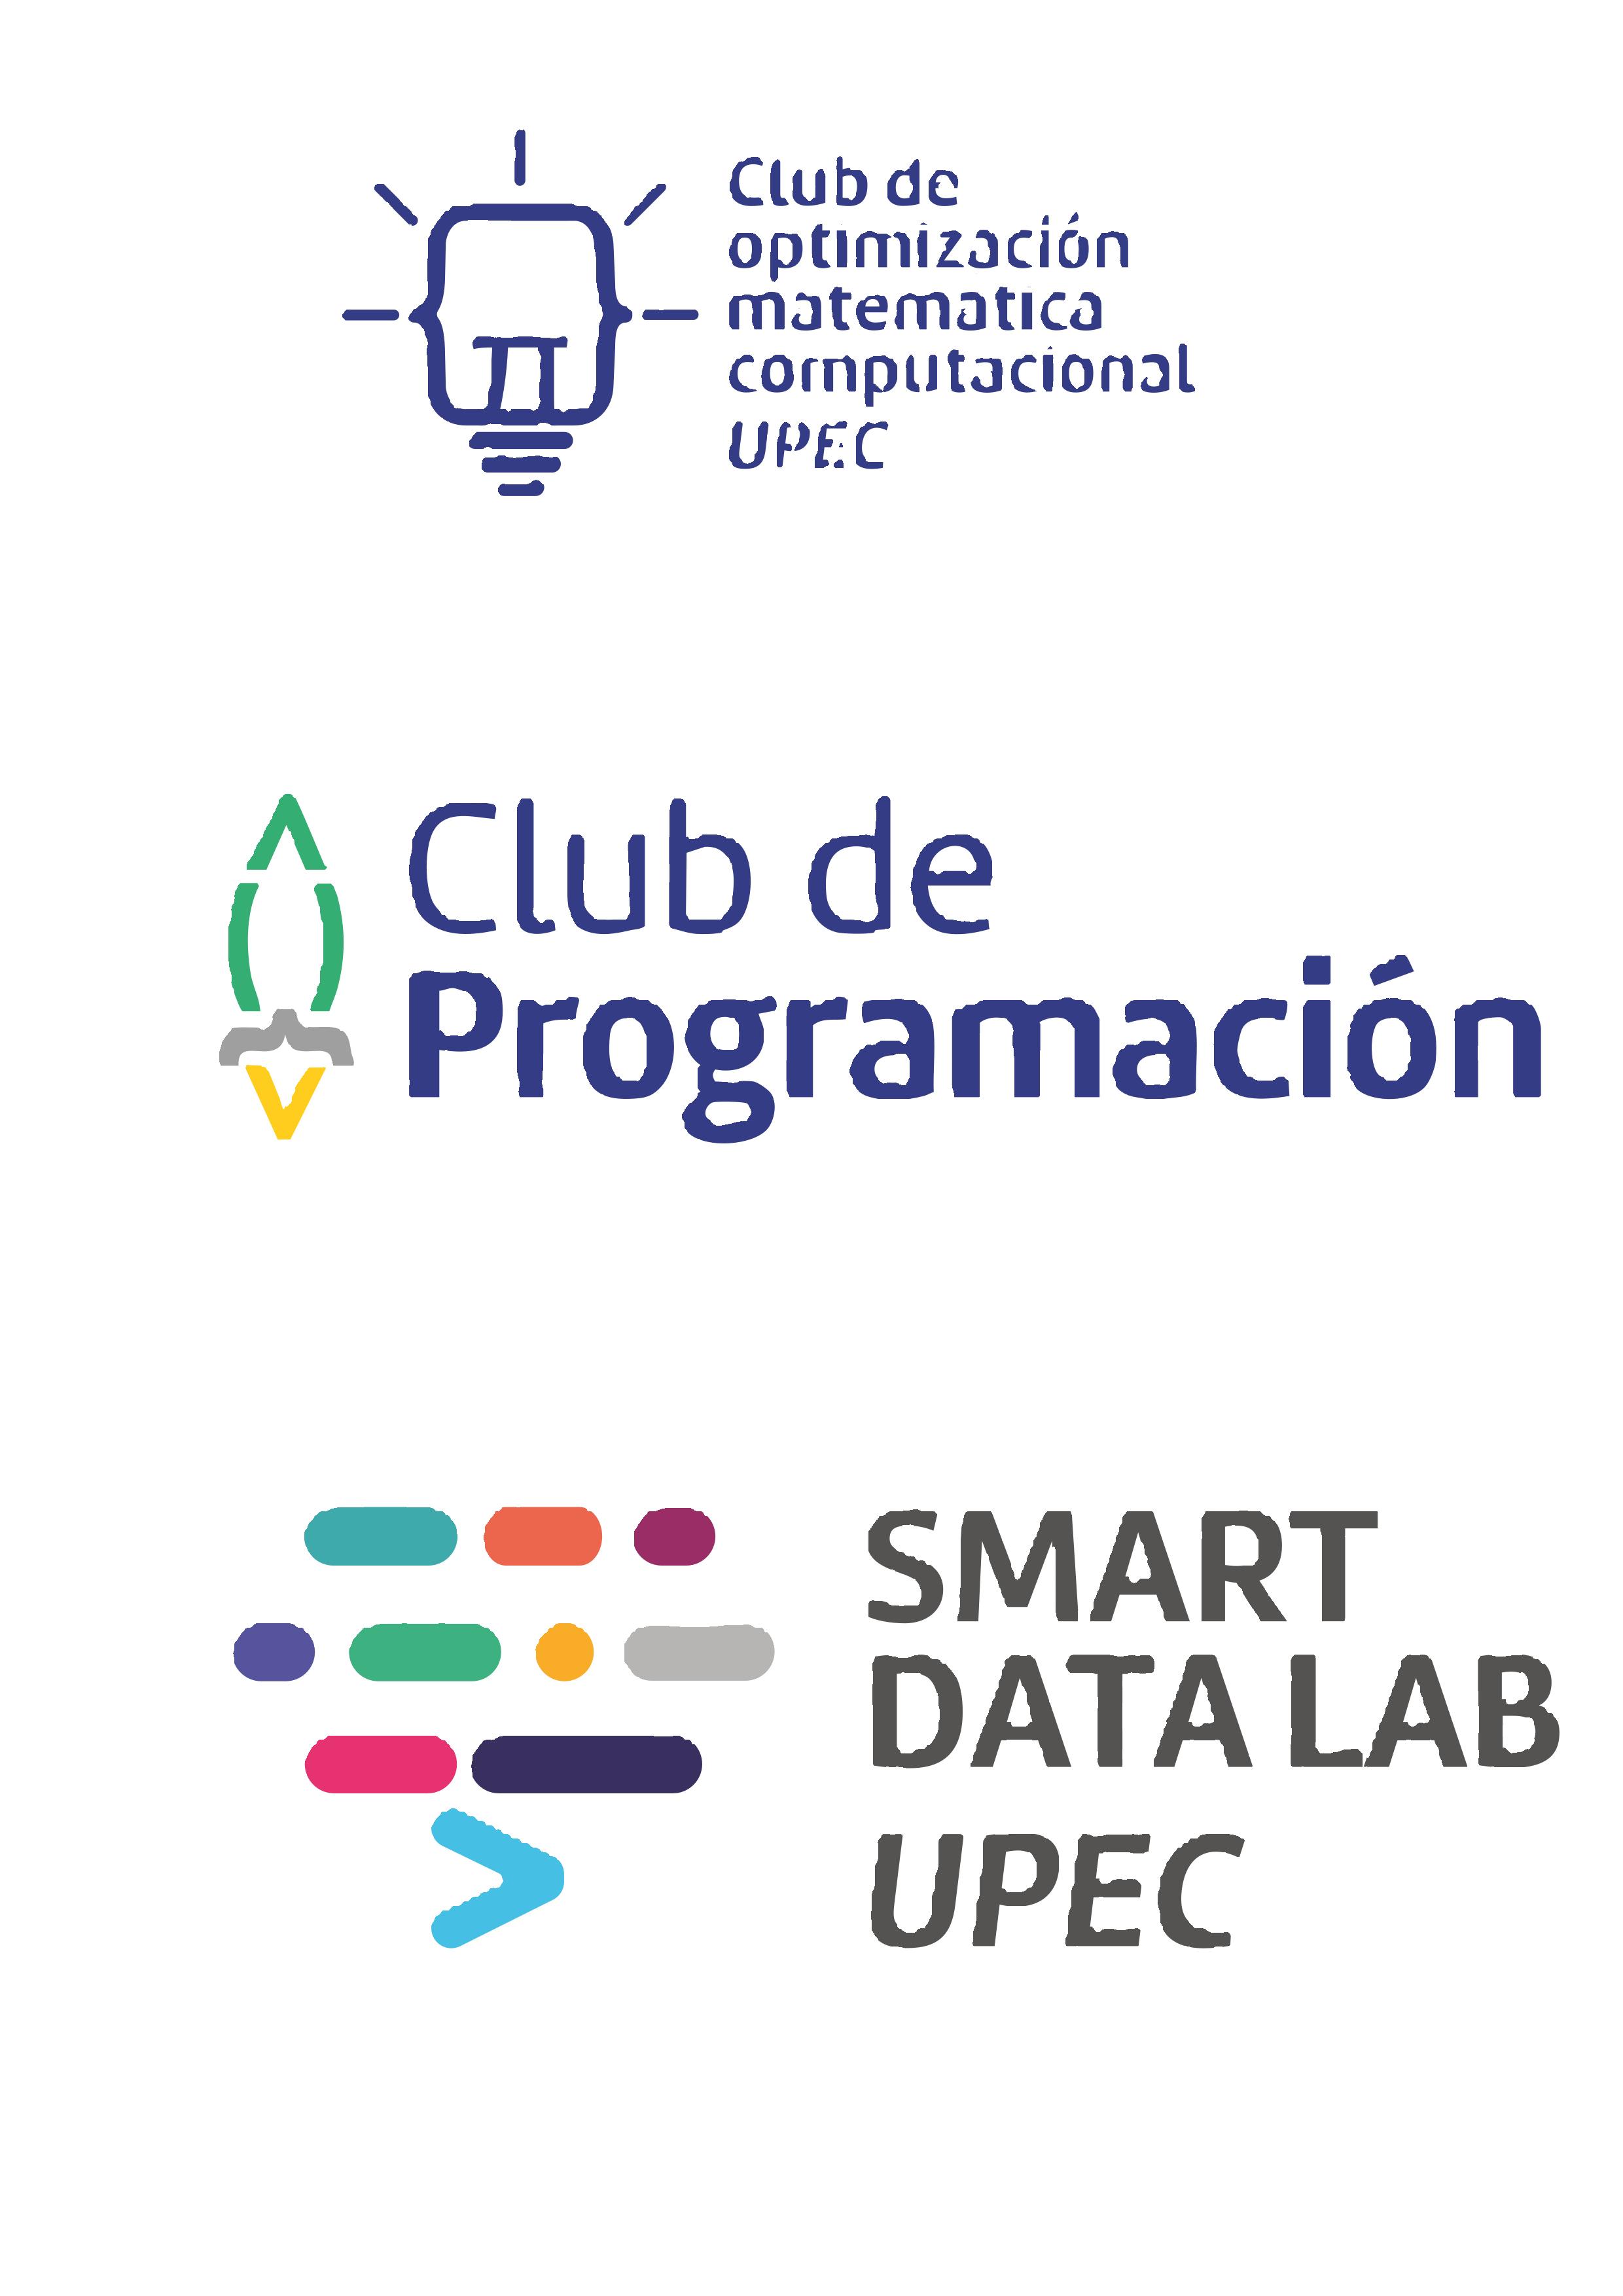 Club de
optimización
matematica
computacional
UPEC
Club de
Programación
SMART
DATA LAB
UPEC